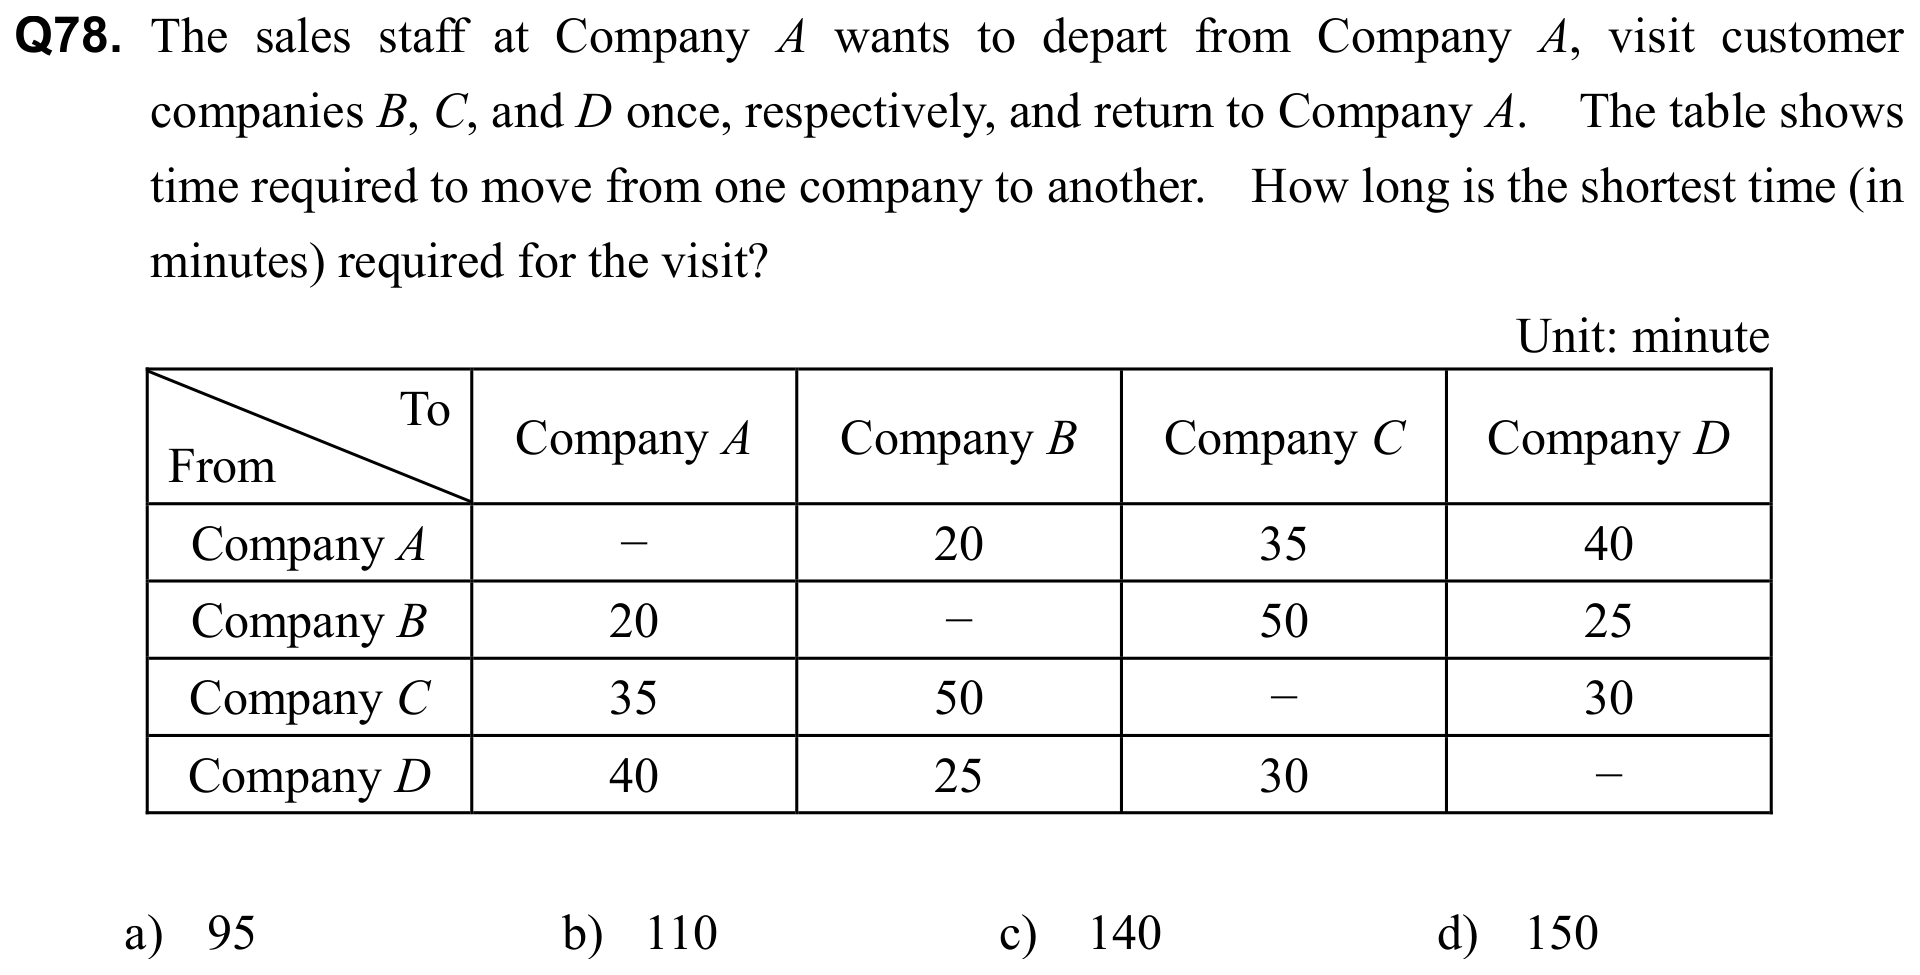 Q78. The sales staff at Company A wants to depart from Company A, visit customer
companies B, C, and D once, respectively, and return to Company A. The table shows
time required to move from one company to another. How long is the shortest time (in
minutes) required for the visit?
Unit: minute
To
From
Company A Company B Company C Company D
Company A – 20 35 40
Company B 20 – 50 25
Company C 35 50 – 30
Company D 40 25 30 –
a) 95 b) 110 c) 140 d) 150